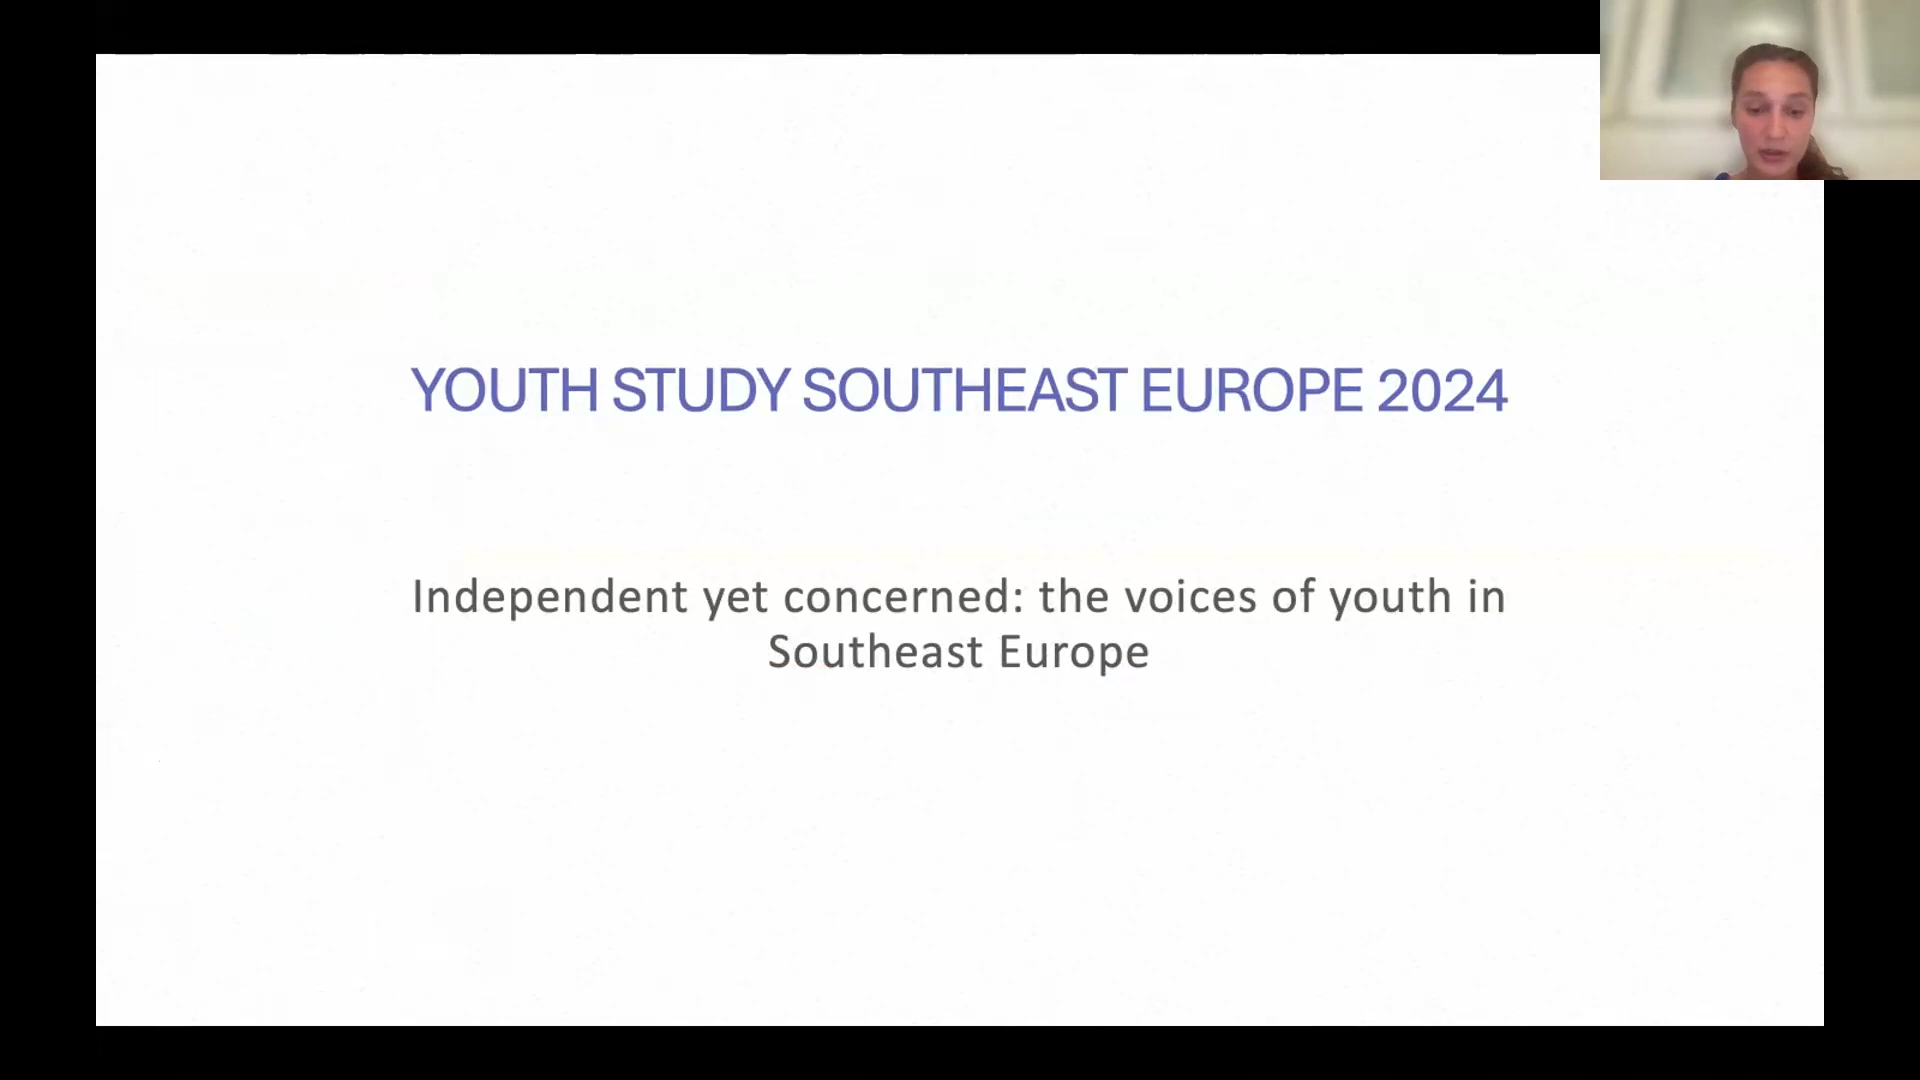 YOUTH STUDY SOUTHEAST EUROPE 2024
Independent yet concerned: the voices of youth in
Southeast Europe